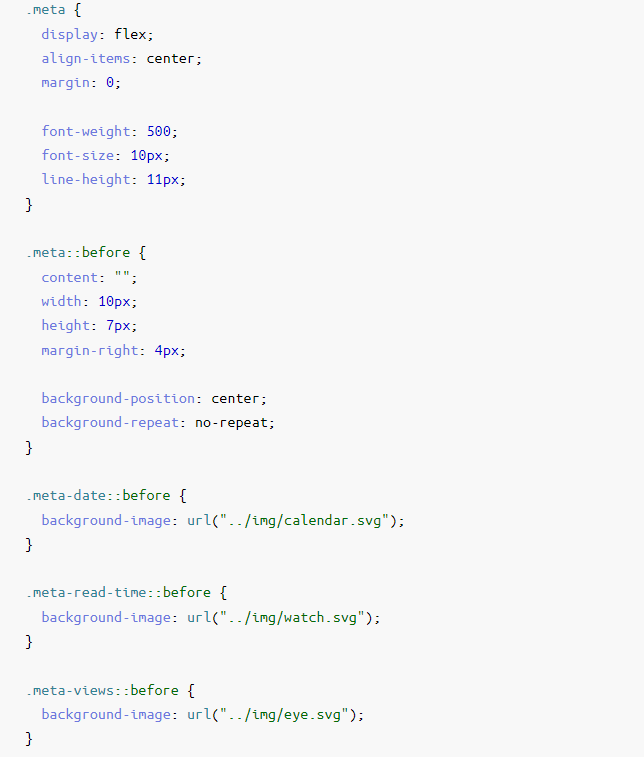 .meta {
  display: flex;
  align-items: center;
  margin: 0;

  font-weight: 500;
  font-size: 10px;
  line-height: 11px;
}

.meta::before {
  content: "";
  width: 10px;
  height: 7px;
  margin-right: 4px;

  background-position: center;
  background-repeat: no-repeat;
}

.meta-date::before {
  background-image: url("../img/calendar.svg");
}

.meta-read-time::before {
  background-image: url("../img/watch.svg");
}

.meta-views::before {
  background-image: url("../img/eye.svg");
}